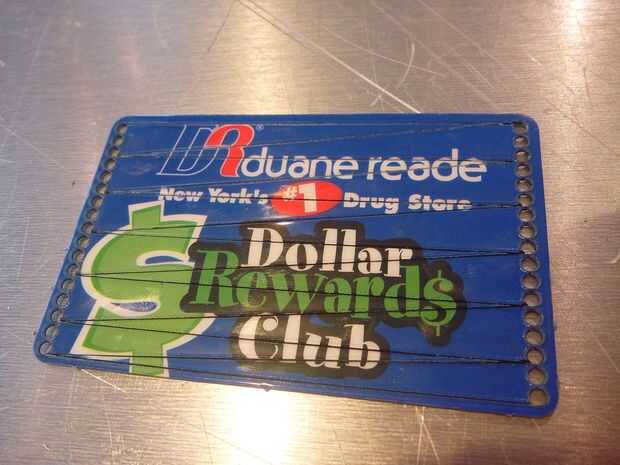 DR® duane reade
New York's #1 Drug Store
Dollar
Reward$
Club